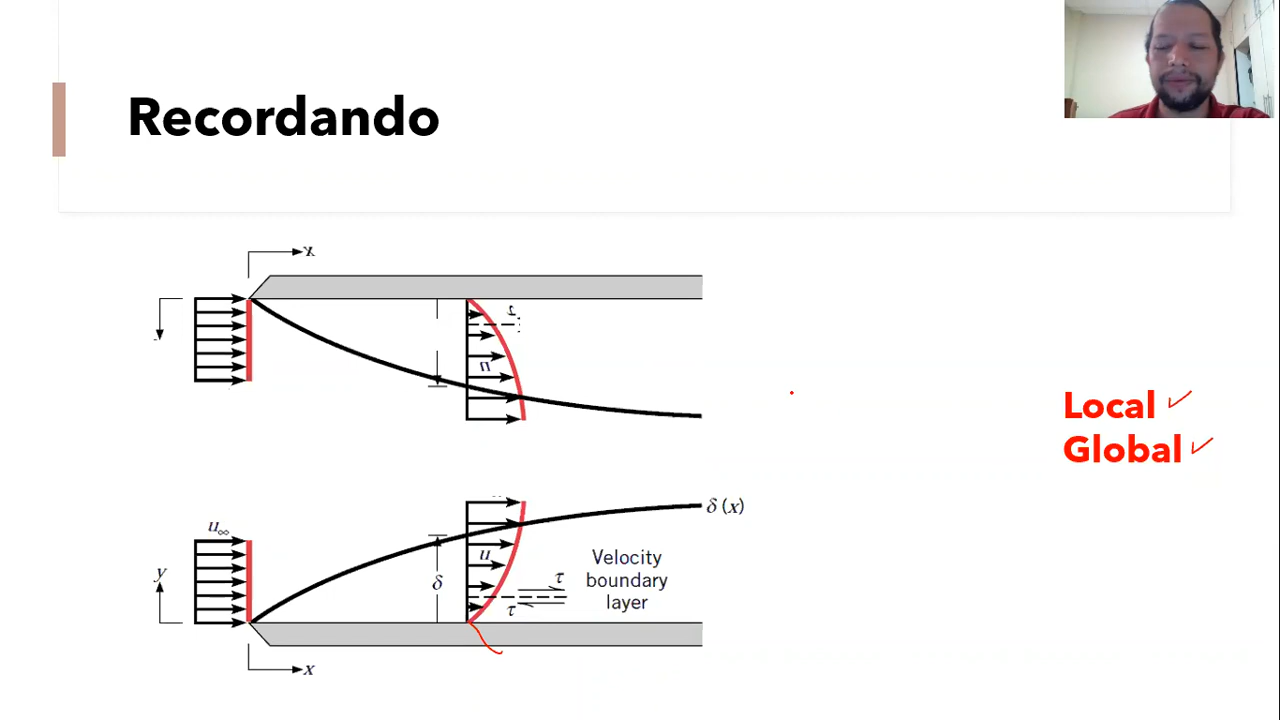 Recordando
x
u
Local
Global
δ (x)
u∞
y
δ
u
τ
τ
Velocity
boundary
layer
x